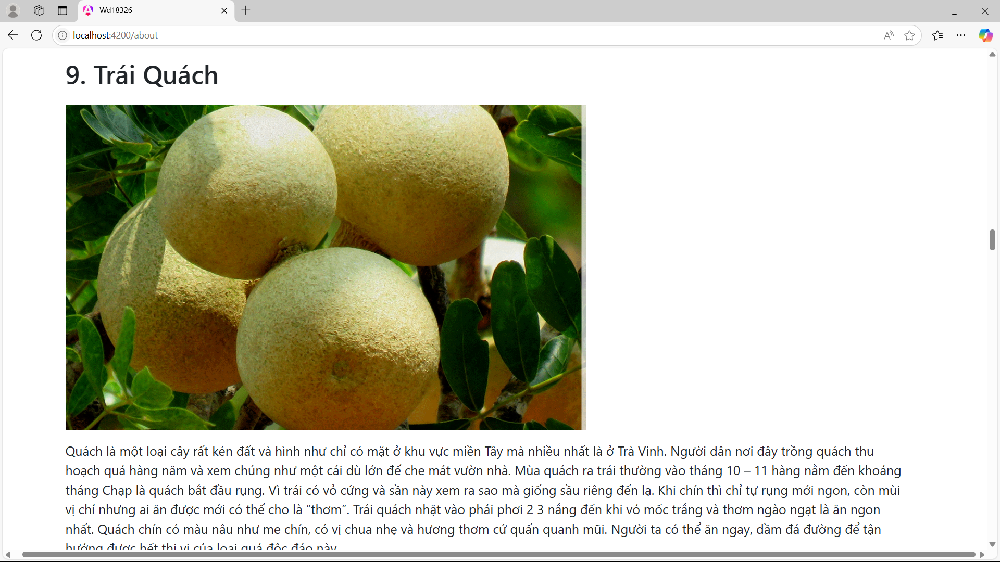 Wd18326
localhost:4200/about
9. Trái Quách
Quách là một loại cây rất kén đất và hình như chỉ có mặt ở khu vực miền Tây mà nhiều nhất là ở Trà Vinh. Người dân nơi đây trồng quách thu
hoạch quả hàng năm và xem chúng như một cái dù lớn để che mát vườn nhà. Mùa quách ra trái thường vào tháng 10 – 11 hàng nằm đến khoảng
tháng Chạp là quách bắt đầu rụng. Vì trái có vỏ cứng và sần này xem ra sao mà giống sầu riêng đến lạ. Khi chín thì chỉ tự rụng mới ngon, còn mùi
vị chỉ nhưng ai ăn được mới có thể cho là “thơm”. Trái quách nhặt vào phải phơi 2 3 nắng đến khi vỏ mốc trắng và thơm ngào ngạt là ăn ngon
nhất. Quách chín có màu nâu như me chín, có vị chua nhẹ và hương thơm cứ quấn quanh mũi. Người ta có thể ăn ngay, dầm đá đường để tận
hưởng được hết thi vị của loại quả độc đáo này.